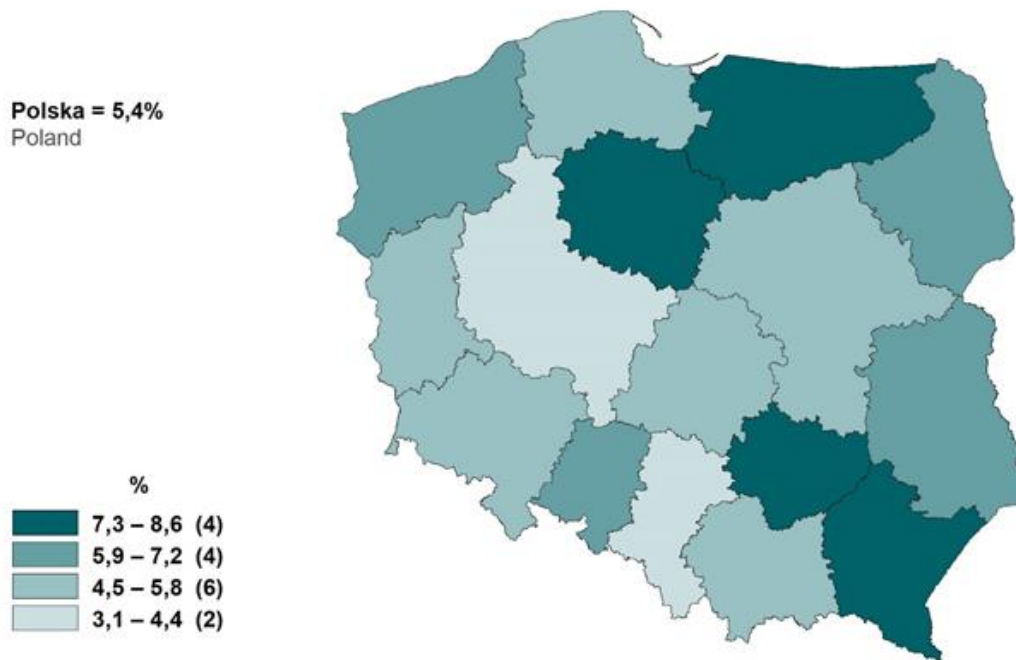 Polska = 5,4%
Poland
%
7,3 – 8,6 (4)
5,9 – 7,2 (4)
4,5 – 5,8 (6)
3,1 – 4,4 (2)